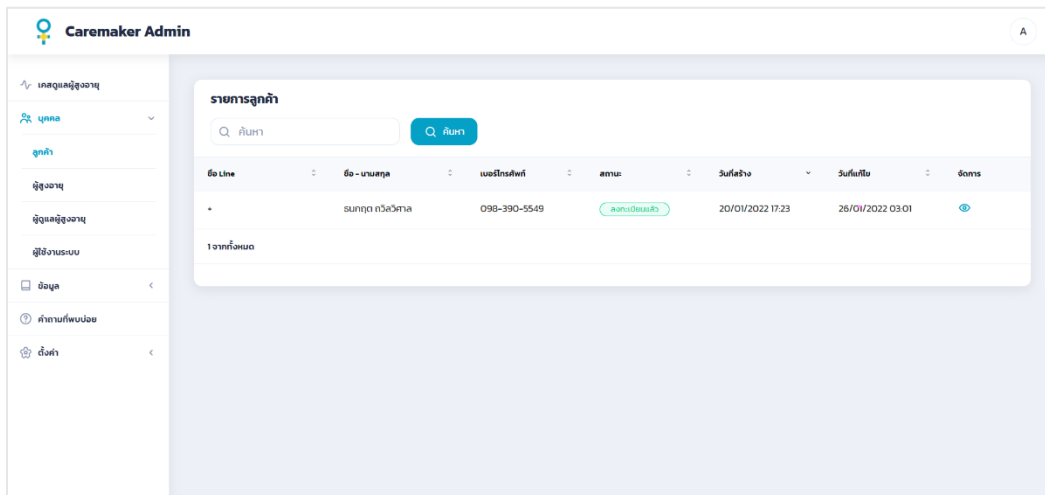 Caremaker Admin
A
เคสดูแลผู้สูงอายุ
บุคคล
ลูกค้า
ผู้สูงอายุ
ผู้ดูแลผู้สูงอายุ
ผู้ใช้งานระบบ
ข้อมูล
คำถามที่พบบ่อย
ตั้งค่า
รายการลูกค้า
ค้นหา ค้นหา
ชื่อ Line ชื่อ - นามสกุล เบอร์โทรศัพท์ สถานะ วันที่สร้าง วันที่แก้ไข จัดการ
+ ธนกฤต ถวิลวิศาล 098-390-5549 ลงทะเบียนแล้ว 20/01/2022 17:23 26/01/2022 03:01
1 จากทั้งหมด